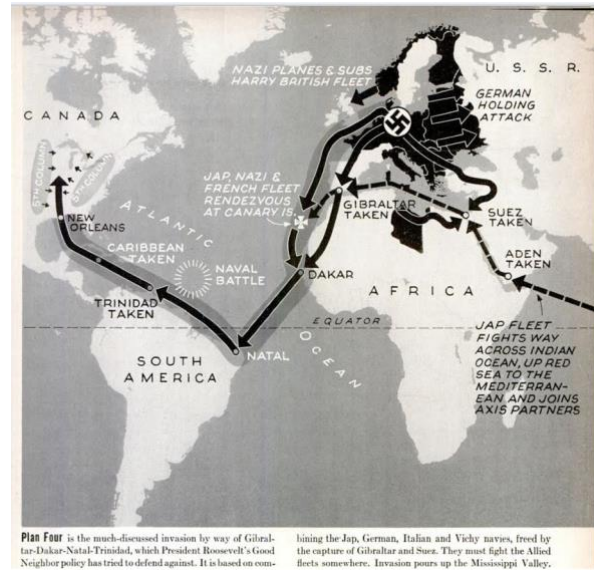 NAZI PLANES & SUBS
HARRY BRITISH FLEET
U. S. S. R.
GERMAN
HOLDING
ATTACK
CANADA
5TH COLUMN
5TH COLUMN
JAP, NAZI &
FRENCH FLEET
RENDEZVOUS
AT CANARY IS.
GIBRALTAR
TAKEN
SUEZ
TAKEN
NEW
ORLEANS
ATLANTIC
CARIBBEAN
TAKEN
NAVAL
BATTLE
DAKAR
ADEN
TAKEN
TRINIDAD
TAKEN
AFRICA
EQUATOR
OCEAN
NATAL
SOUTH
AMERICA
JAP FLEET
FIGHTS WAY
ACROSS INDIAN
OCEAN, UP RED
SEA TO THE
MEDITERRAN-
EAN AND JOINS
AXIS PARTNERS
Plan Four is the much-discussed invasion by way of Gibral-
tar-Dakar-Natal-Trinidad, which President Roosevelt's Good
Neighbor policy has tried to defend against. It is based on com-
bining the Jap, German, Italian and Vichy navies, freed by
the capture of Gibraltar and Suez. They must fight the Allied
fleets somewhere. Invasion pours up the Mississippi Valley.